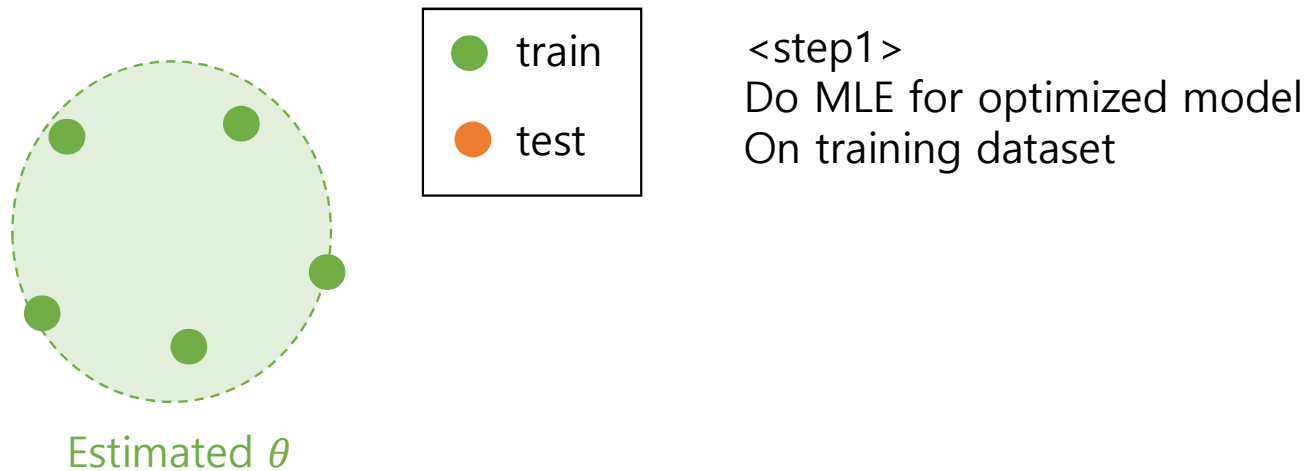 train
test
<step1>
Do MLE for optimized model
On training dataset
Estimated 𝜃